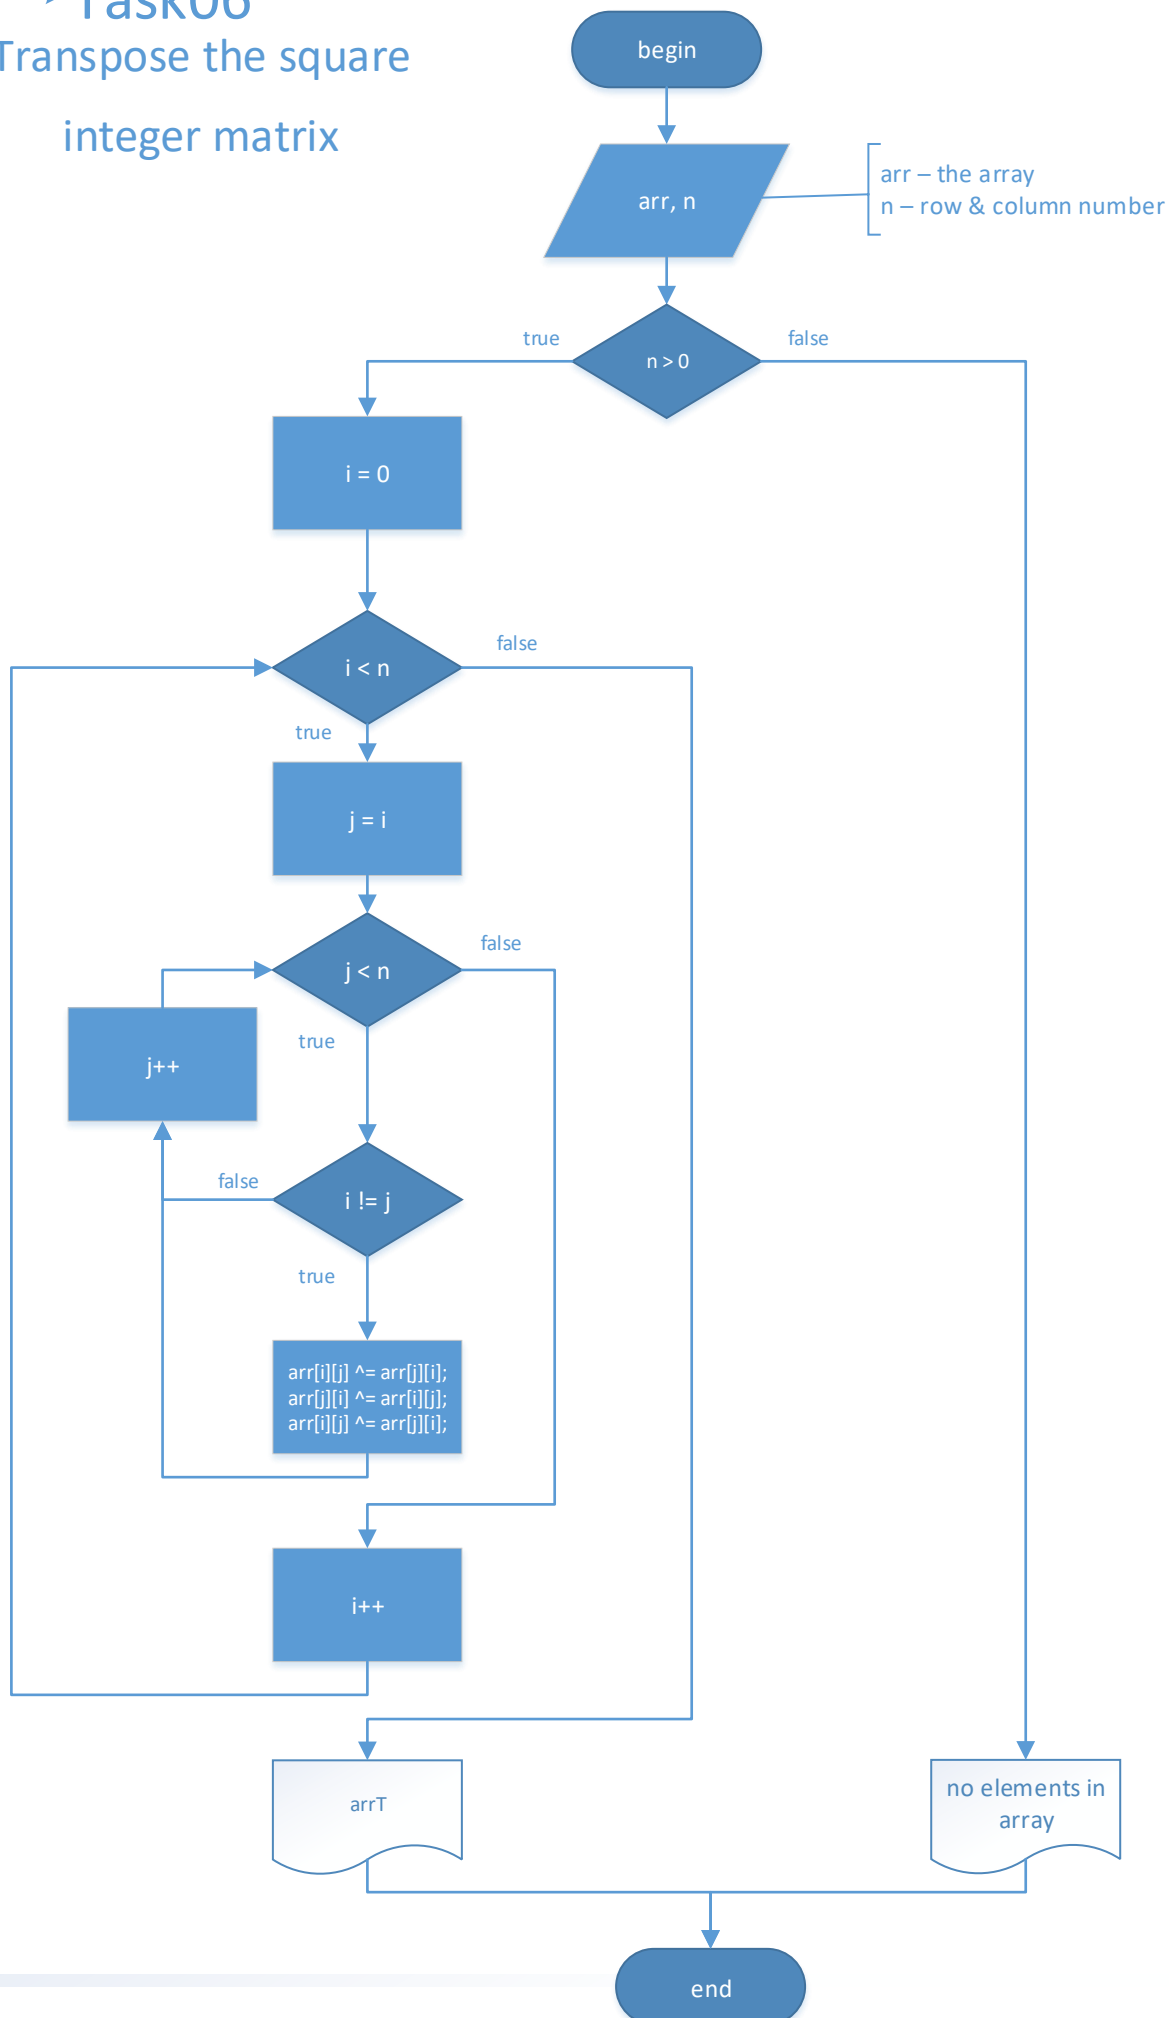 Task06
Transpose the square
integer matrix
begin
arr, n
arr – the array
n – row & column number
n > 0
true
false
i = 0
i < n
false
true
j = i
j < n
false
true
j++
i != j
false
true
arr[i][j] ^= arr[j][i];
arr[j][i] ^= arr[i][j];
arr[i][j] ^= arr[j][i];
i++
arrT
no elements in
array
end